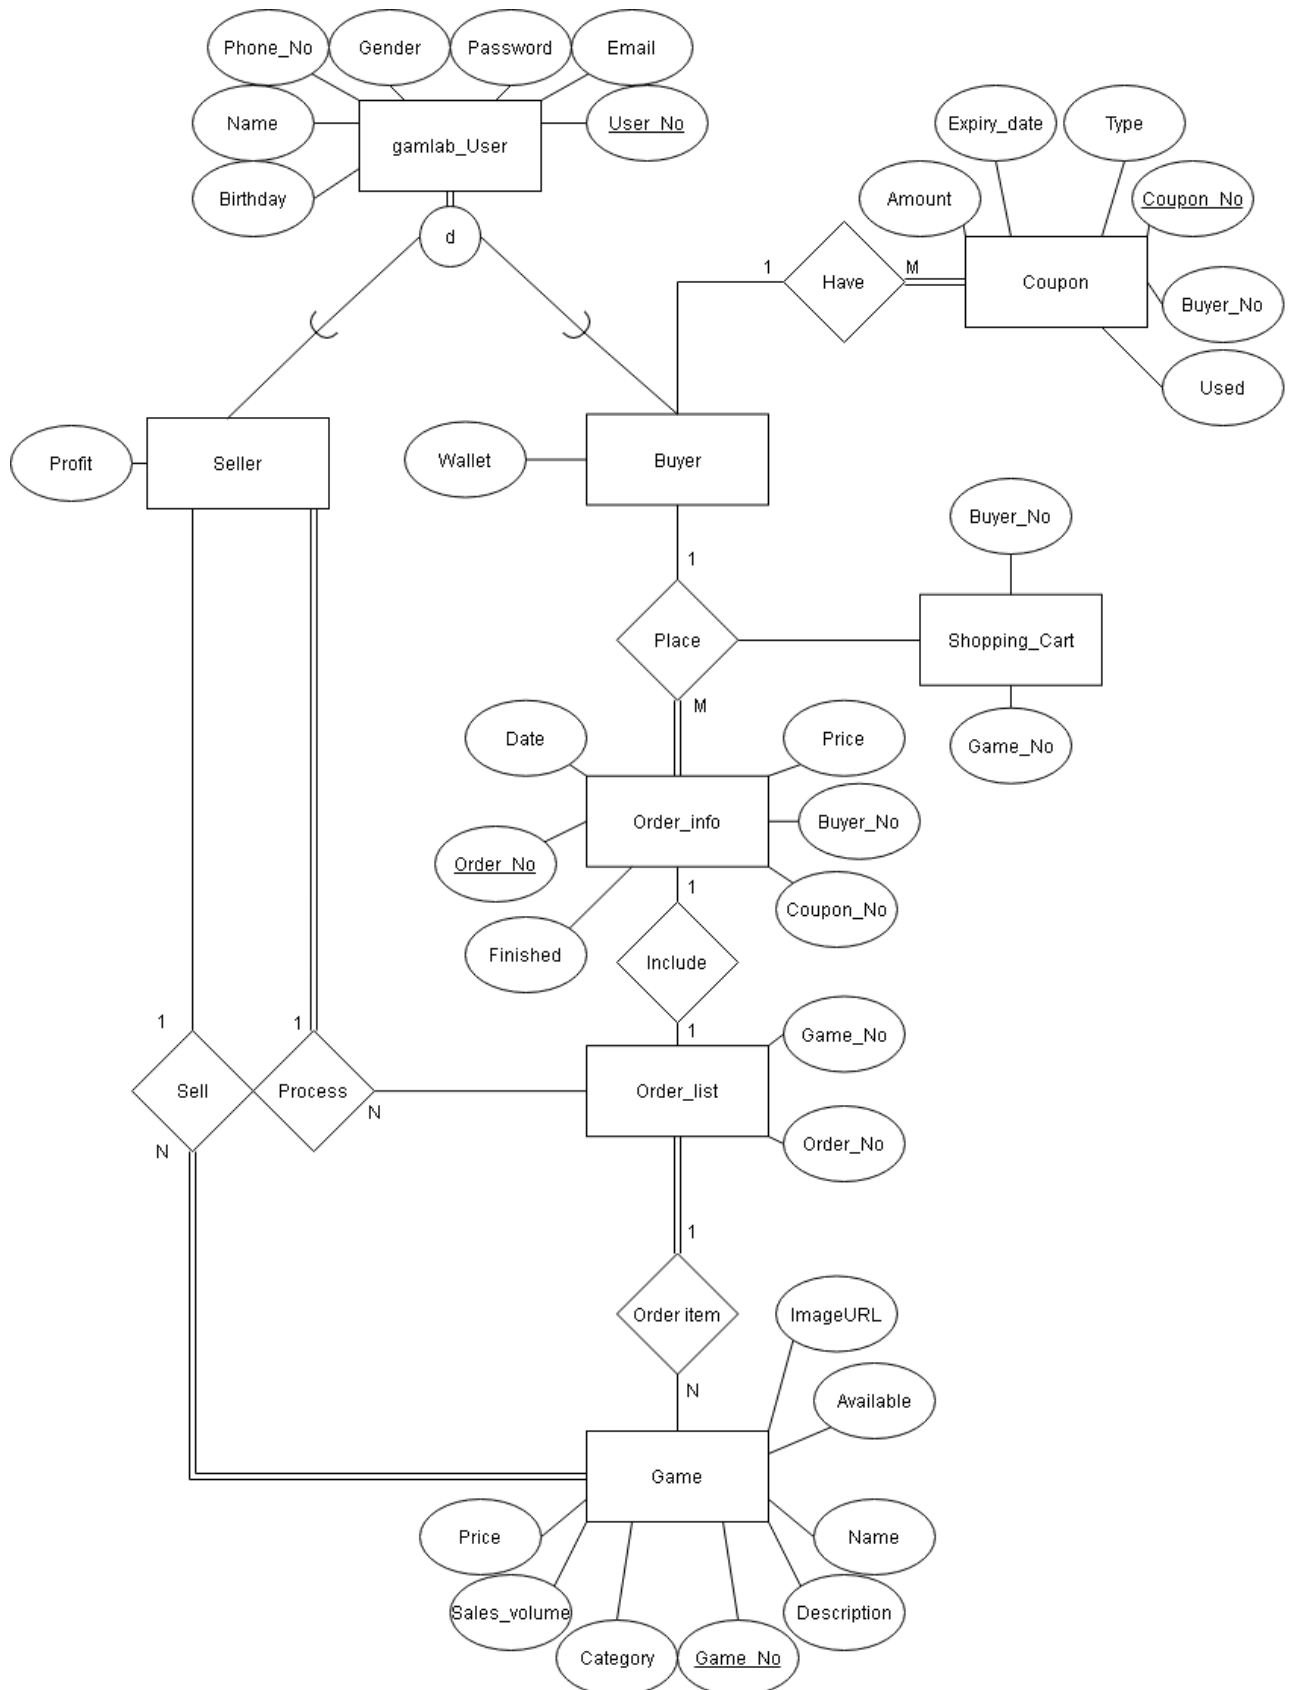 Phone_No
Gender
Password
Email
Name
gamlab_User
User_No
Birthday
d
Expiry_date
Type
Amount
Coupon_No
1
Have
M
Coupon
Buyer_No
Used
Profit
Seller
Wallet
Buyer
Buyer_No
1
Place
Shopping_Cart
M
Date
Price
Game_No
Order_info
Buyer_No
Order_No
1
Coupon_No
Finished
Include
1
1
1
Game_No
Sell
Process
Order_list
N
N
Order_No
1
Order item
ImageURL
N
Available
Game
Price
Name
Sales_volume
Description
Category
Game_No